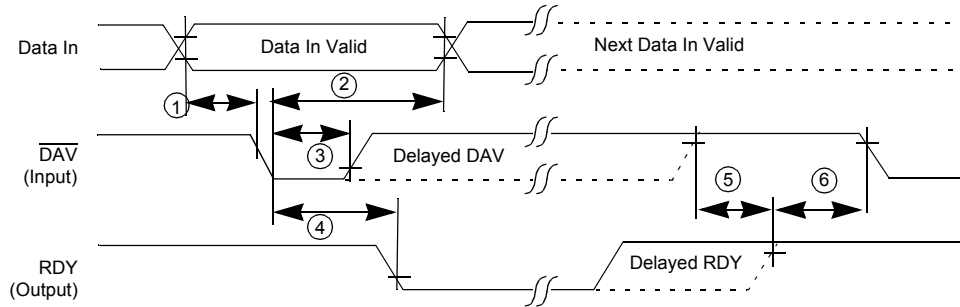 Data In
Data In Valid
Next Data In Valid
1
2
DAV
(Input)
3
Delayed DAV
4
5
6
RDY
(Output)
Delayed RDY